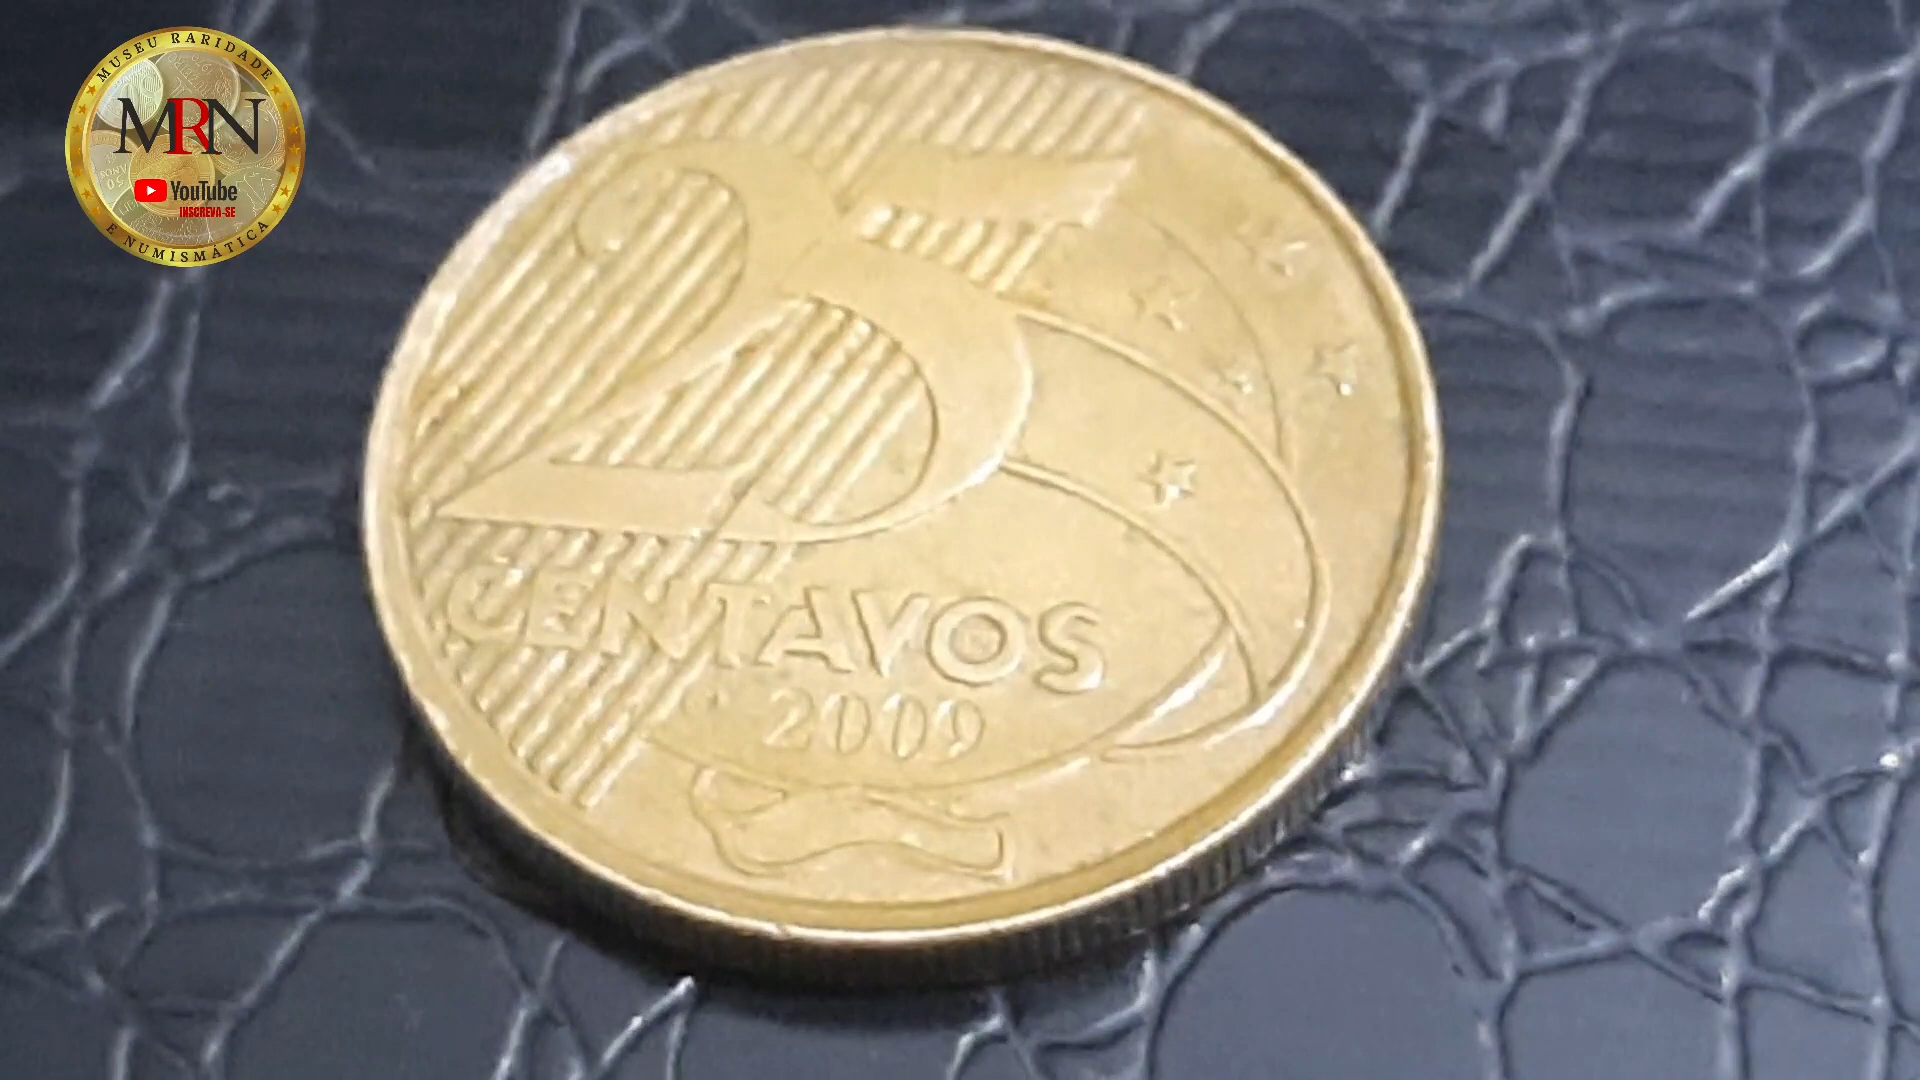 MUSEU RARIDADE
MRN
YouTube
INSCREVA-SE
E NUMISMÁTICA
25
CENTAVOS
2009